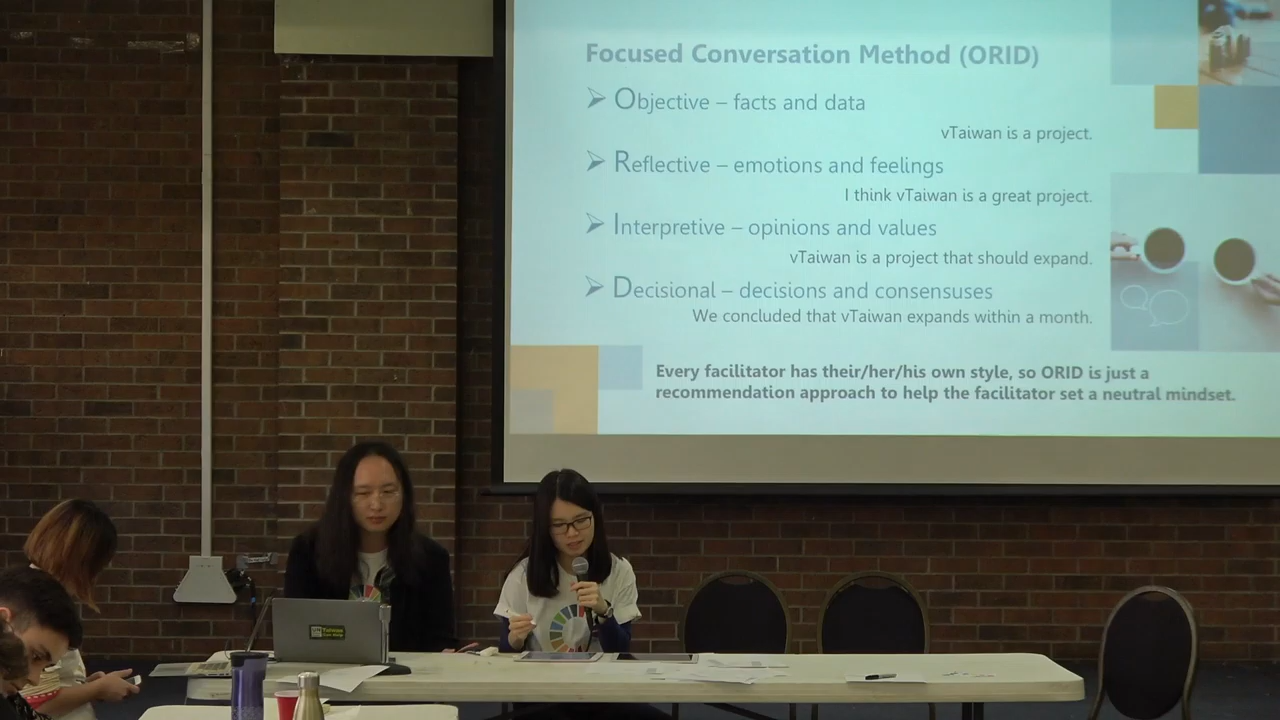 Focused Conversation Method (ORID)
Objective – facts and data
vTaiwan is a project.
Reflective – emotions and feelings
I think vTaiwan is a great project.
Interpretive – opinions and values
vTaiwan is a project that should expand.
Decisional – decisions and consensuses
We concluded that vTaiwan expands within a month.
Every facilitator has their/her/his own style, so ORID is just a
recommendation approach to help the facilitator set a neutral mindset.
Taiwan